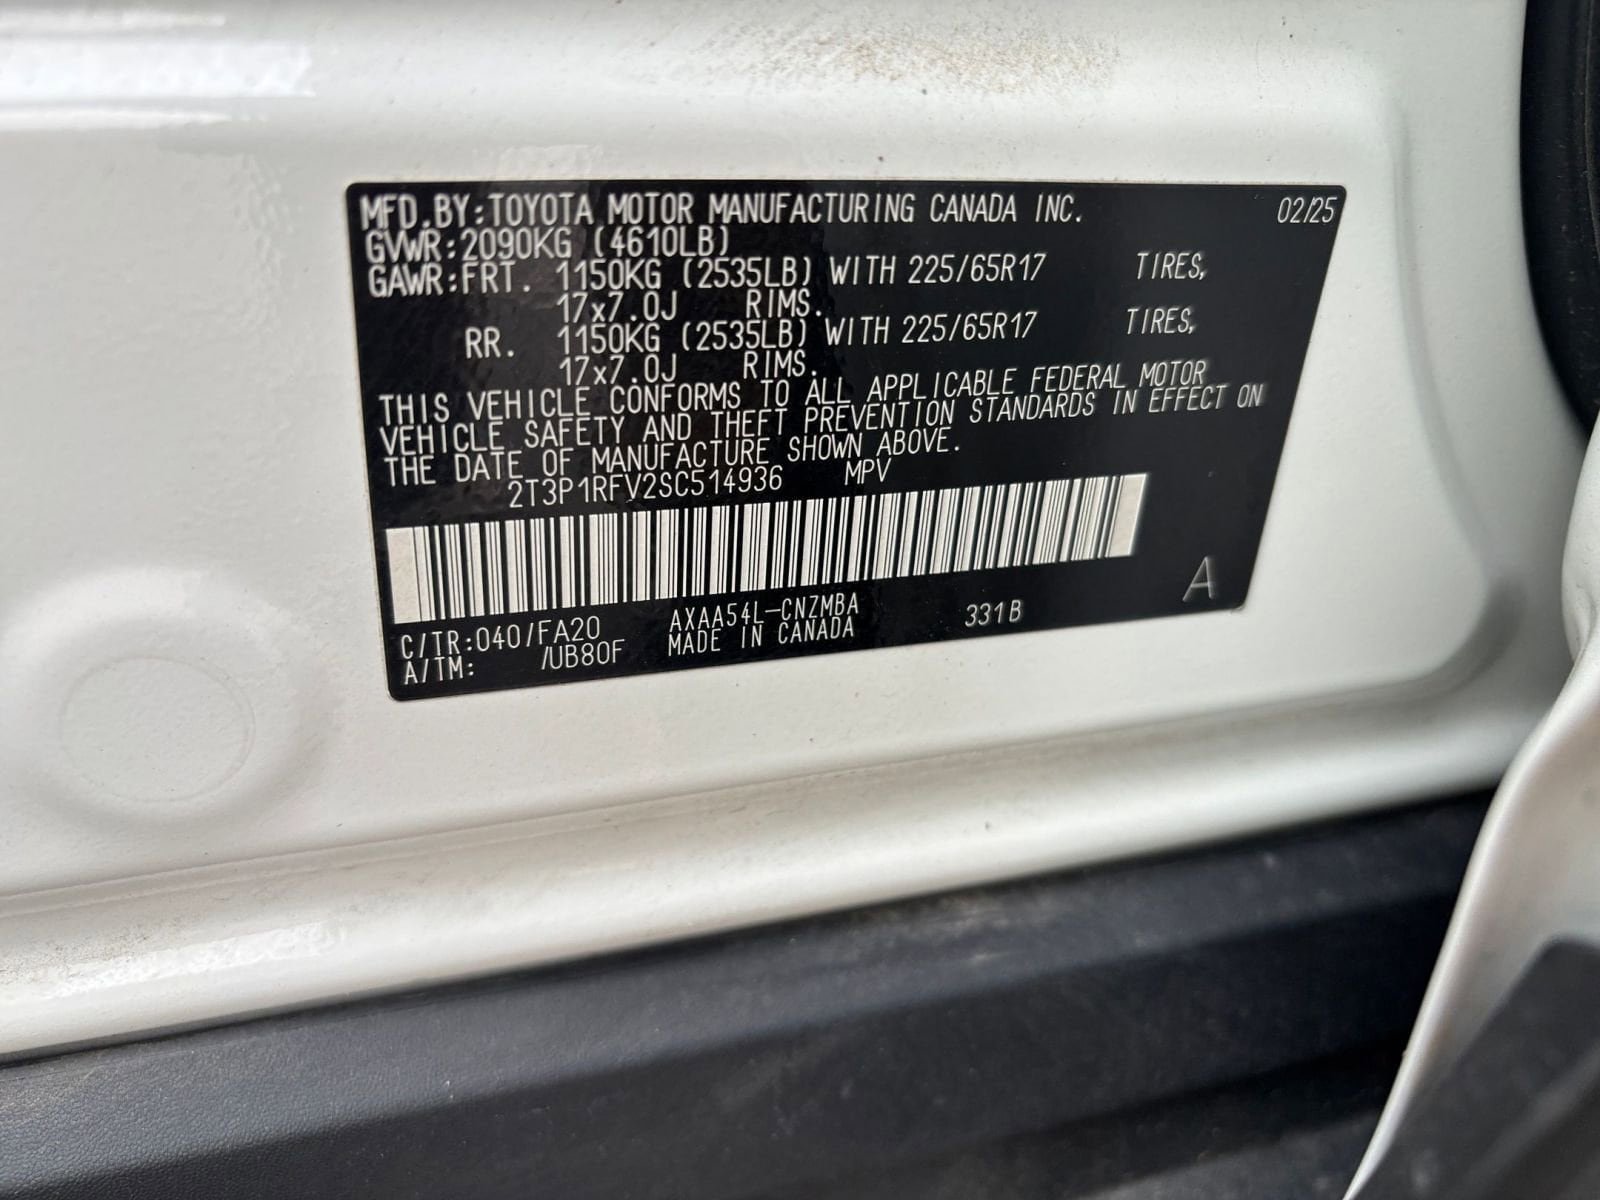 MFD.BY:TOYOTA MOTOR MANUFACTURING CANADA INC. 02/25
GVWR:2090KG (4610LB)
GAWR:FRT. 1150KG (2535LB) WITH 225/65R17 TIRES,
17x7.0J RIMS.
RR. 1150KG (2535LB) WITH 225/65R17 TIRES,
17x7.0J RIMS.
THIS VEHICLE CONFORMS TO ALL APPLICABLE FEDERAL MOTOR
VEHICLE SAFETY AND THEFT PREVENTION STANDARDS IN EFFECT ON
THE DATE OF MANUFACTURE SHOWN ABOVE.
2T3P1RFV2SC514936 MPV
C/TR:040/FA20 AXAA54L-CNZMBA 331B A
A/TM: /UB80F MADE IN CANADA